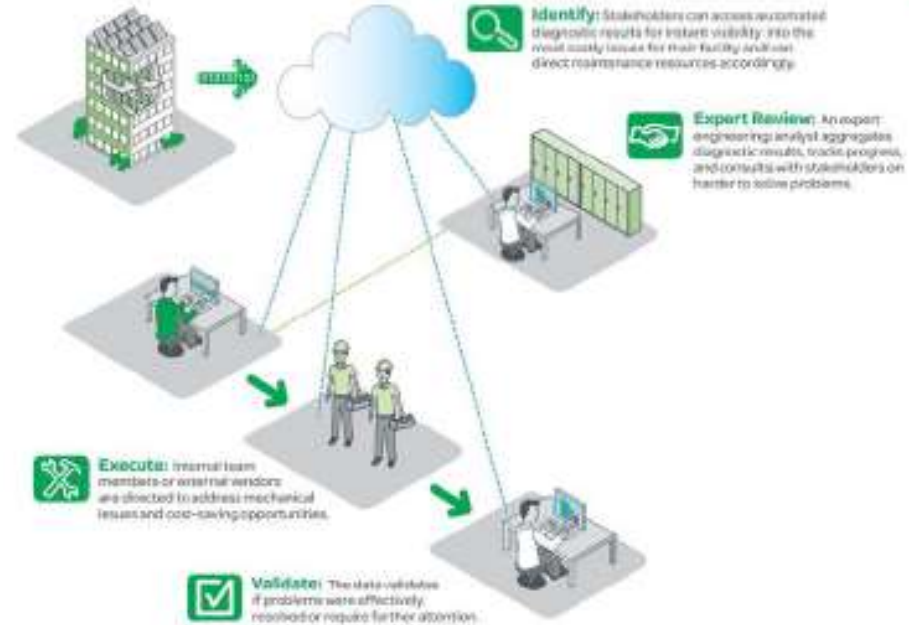 Identify: Stakeholders can access automated
diagnostic results for instant visibility into the
most costly issues for their facility and can
direct maintenance resources accordingly.
Expert Review: An expert
engineering analyst aggregates
diagnostic results, tracks progress,
and consults with stakeholders on
harder to solve problems.
Execute: Internal team
members or external vendors
are directed to address mechanical
issues and cost-saving opportunities.
Validate: The data validates
if problems were effectively
resolved or require further attention.